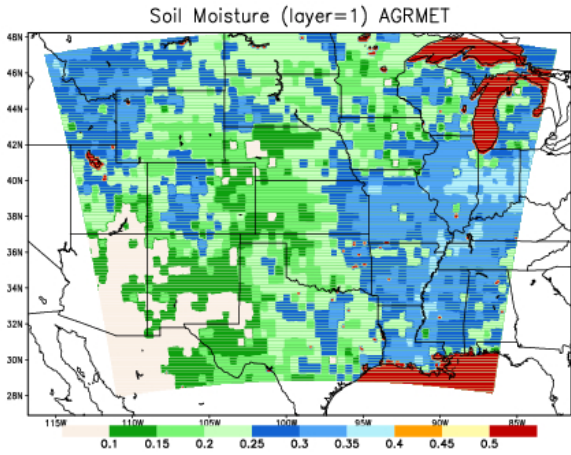 Soil Moisture (layer=1) AGRMET
48N
46N
44N
42N
40N
38N
36N
34N
32N
30N
28N
115W 110W 105W 100W 95W 90W 85W
0.1 0.15 0.2 0.25 0.3 0.35 0.4 0.45 0.5